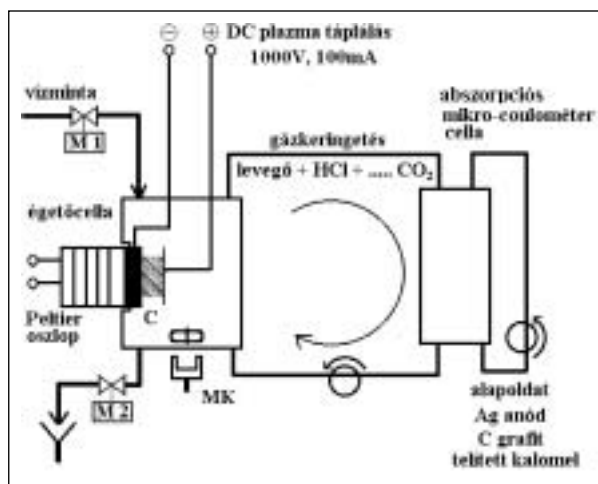 ⊖ ⊕ DC plazma táplálás
1000V, 100mA
vízminta
M 1
abszorpciós
mikro-coulométer
cella
gázkeringetés
levegő + HCl + ..... CO₂
égetőcella
C
Peltier
oszlop
M 2
MK
alapoldat
Ag anód
C grafit
telített kalomel